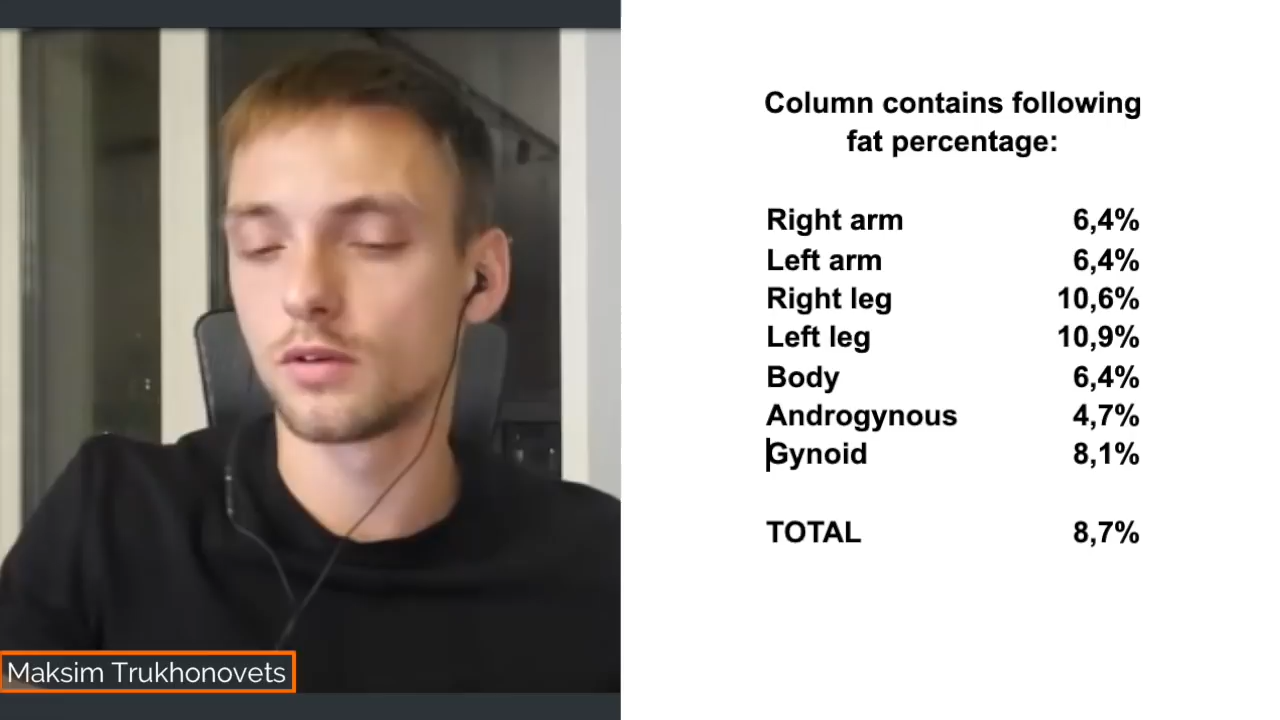 Column contains following
fat percentage:
Right arm 6,4%
Left arm 6,4%
Right leg 10,6%
Left leg 10,9%
Body 6,4%
Androgynous 4,7%
Gynoid 8,1%
TOTAL 8,7%
Maksim Trukhonovets